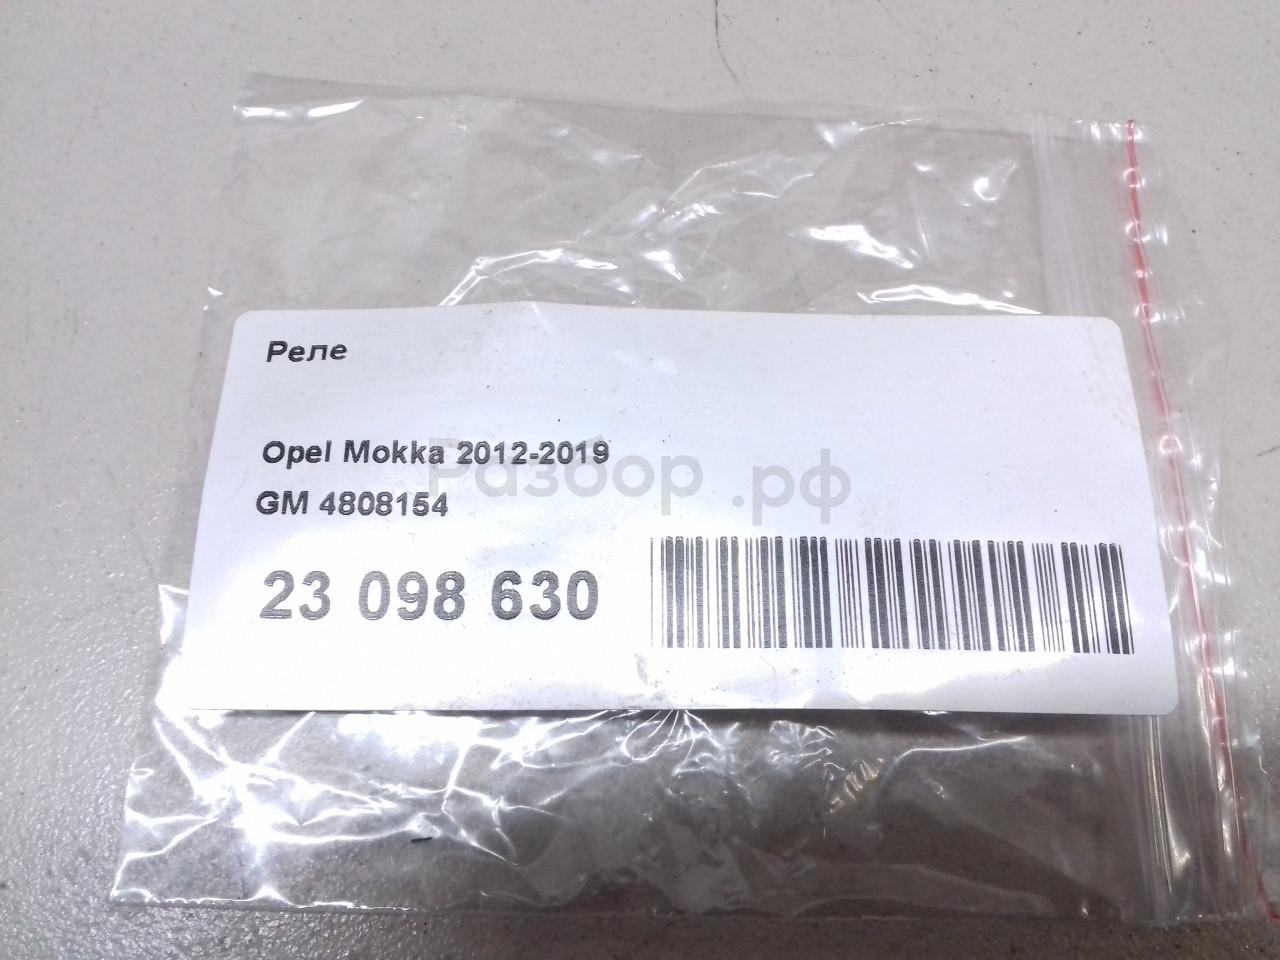 Реле
Opel Mokka 2012-2019
Разбор.рф
GM 4808154
23 098 630